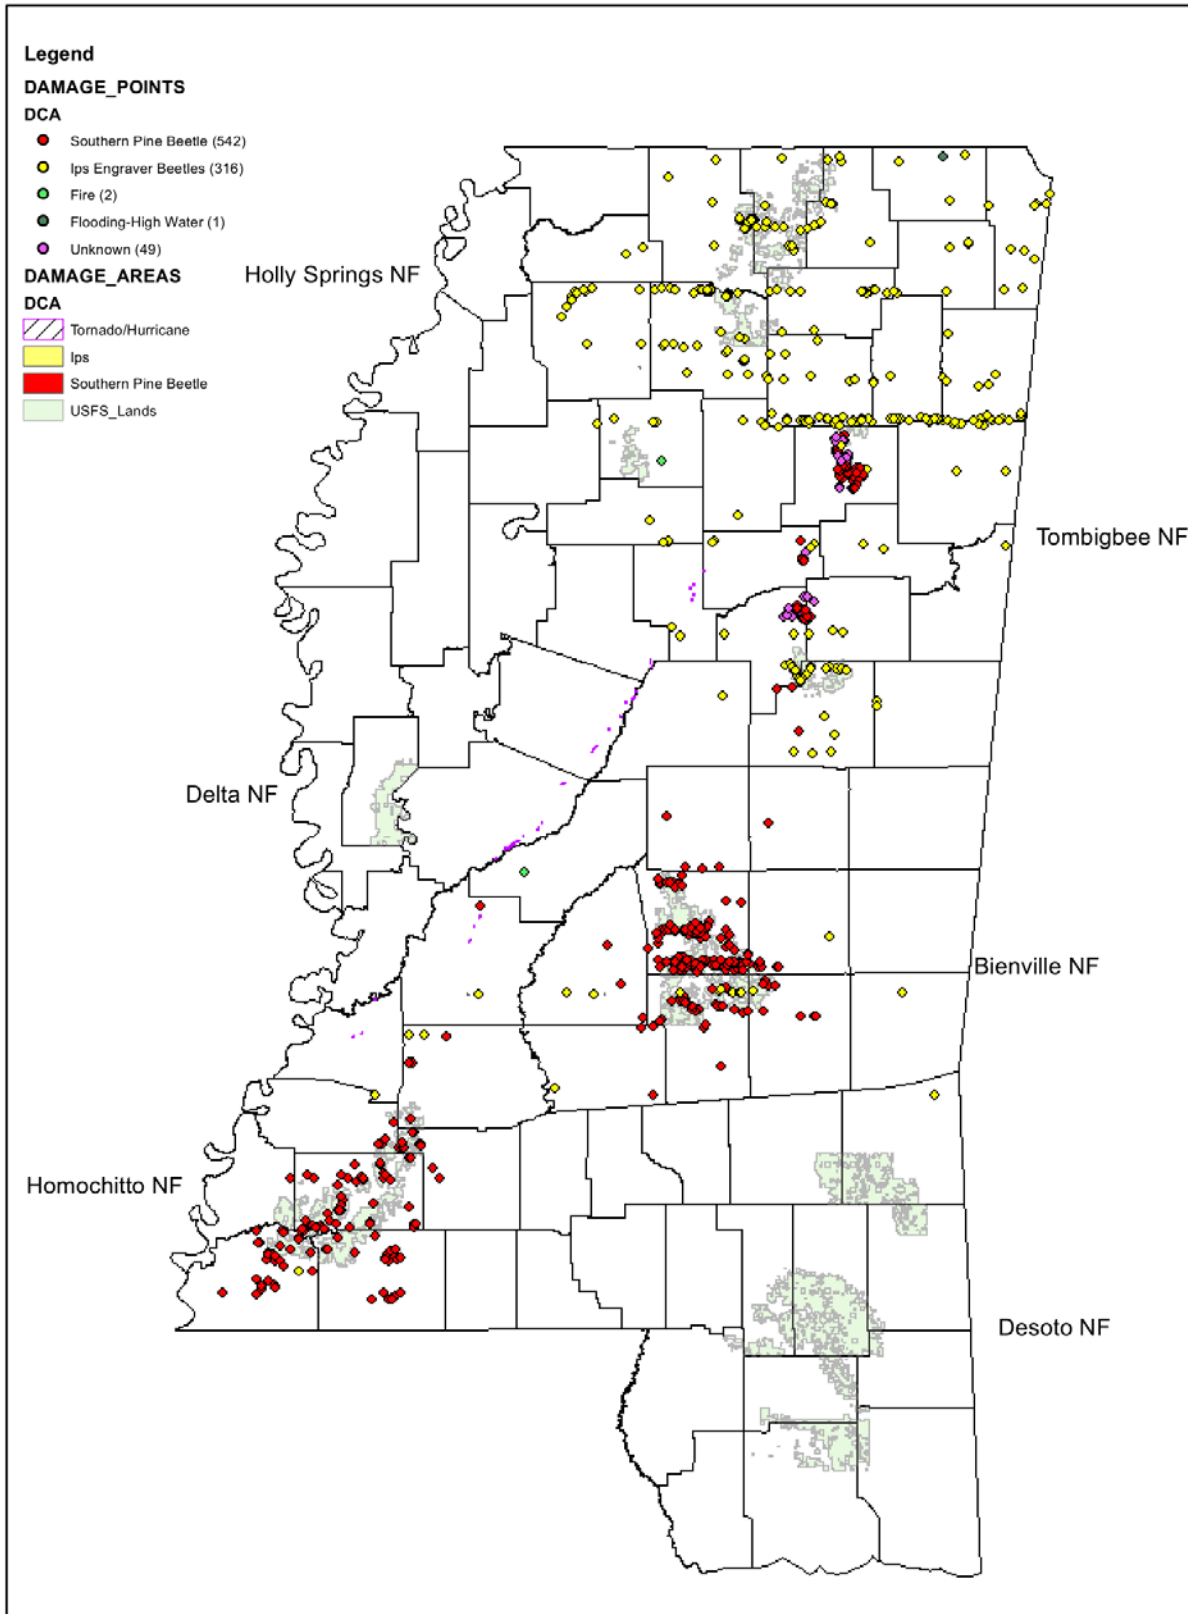 Legend
DAMAGE_POINTS
DCA
Southern Pine Beetle (542)
Ips Engraver Beetles (316)
Fire (2)
Flooding-High Water (1)
Unknown (49)
DAMAGE_AREAS
DCA
Tornado/Hurricane
Ips
Southern Pine Beetle
USFS_Lands
Holly Springs NF
Tombigbee NF
Delta NF
Bienville NF
Homochitto NF
Desoto NF